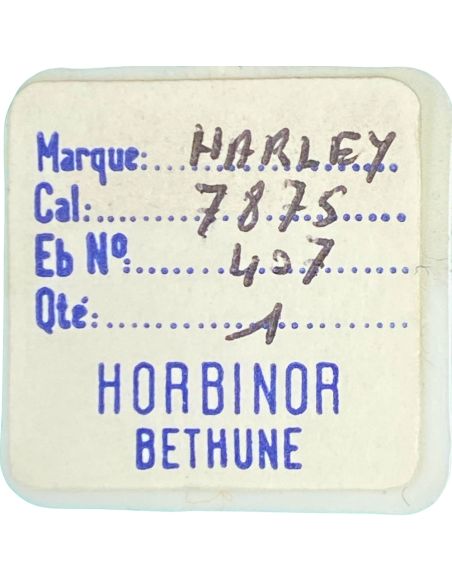 Marque: HARLEY
Cal: 7875
Eb Nº: 407
Qté: 1
HORBINOR
BETHUNE